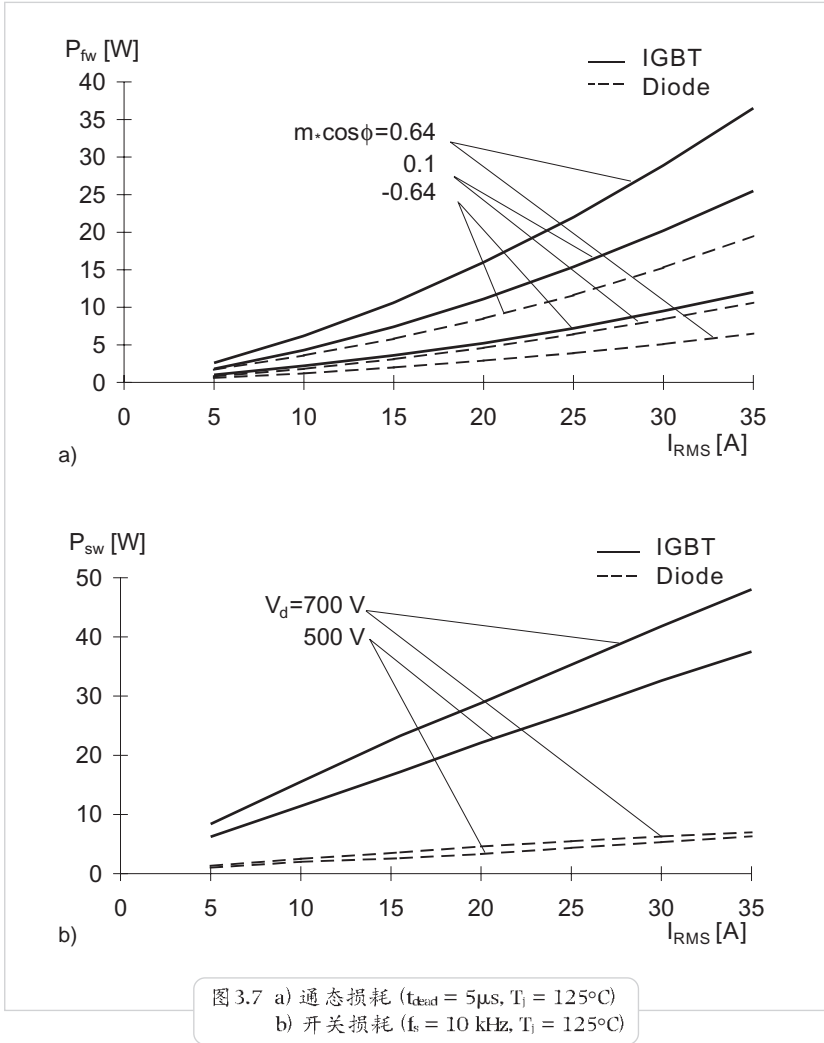 P_fw [W]
IGBT
Diode
40
35
30
25
20
15
10
5
0
m*cosϕ=0.64
0.1
-0.64
0 5 10 15 20 25 30 35
I_RMS [A]
a)
P_sw [W]
IGBT
Diode
50
40
30
20
10
0
V_d=700 V
500 V
0 5 10 15 20 25 30 35
I_RMS [A]
b)
图3.7 a) 通态损耗 (t_dead = 5µs, T_j = 125°C)
b) 开关损耗 (f_s = 10 kHz, T_j = 125°C)